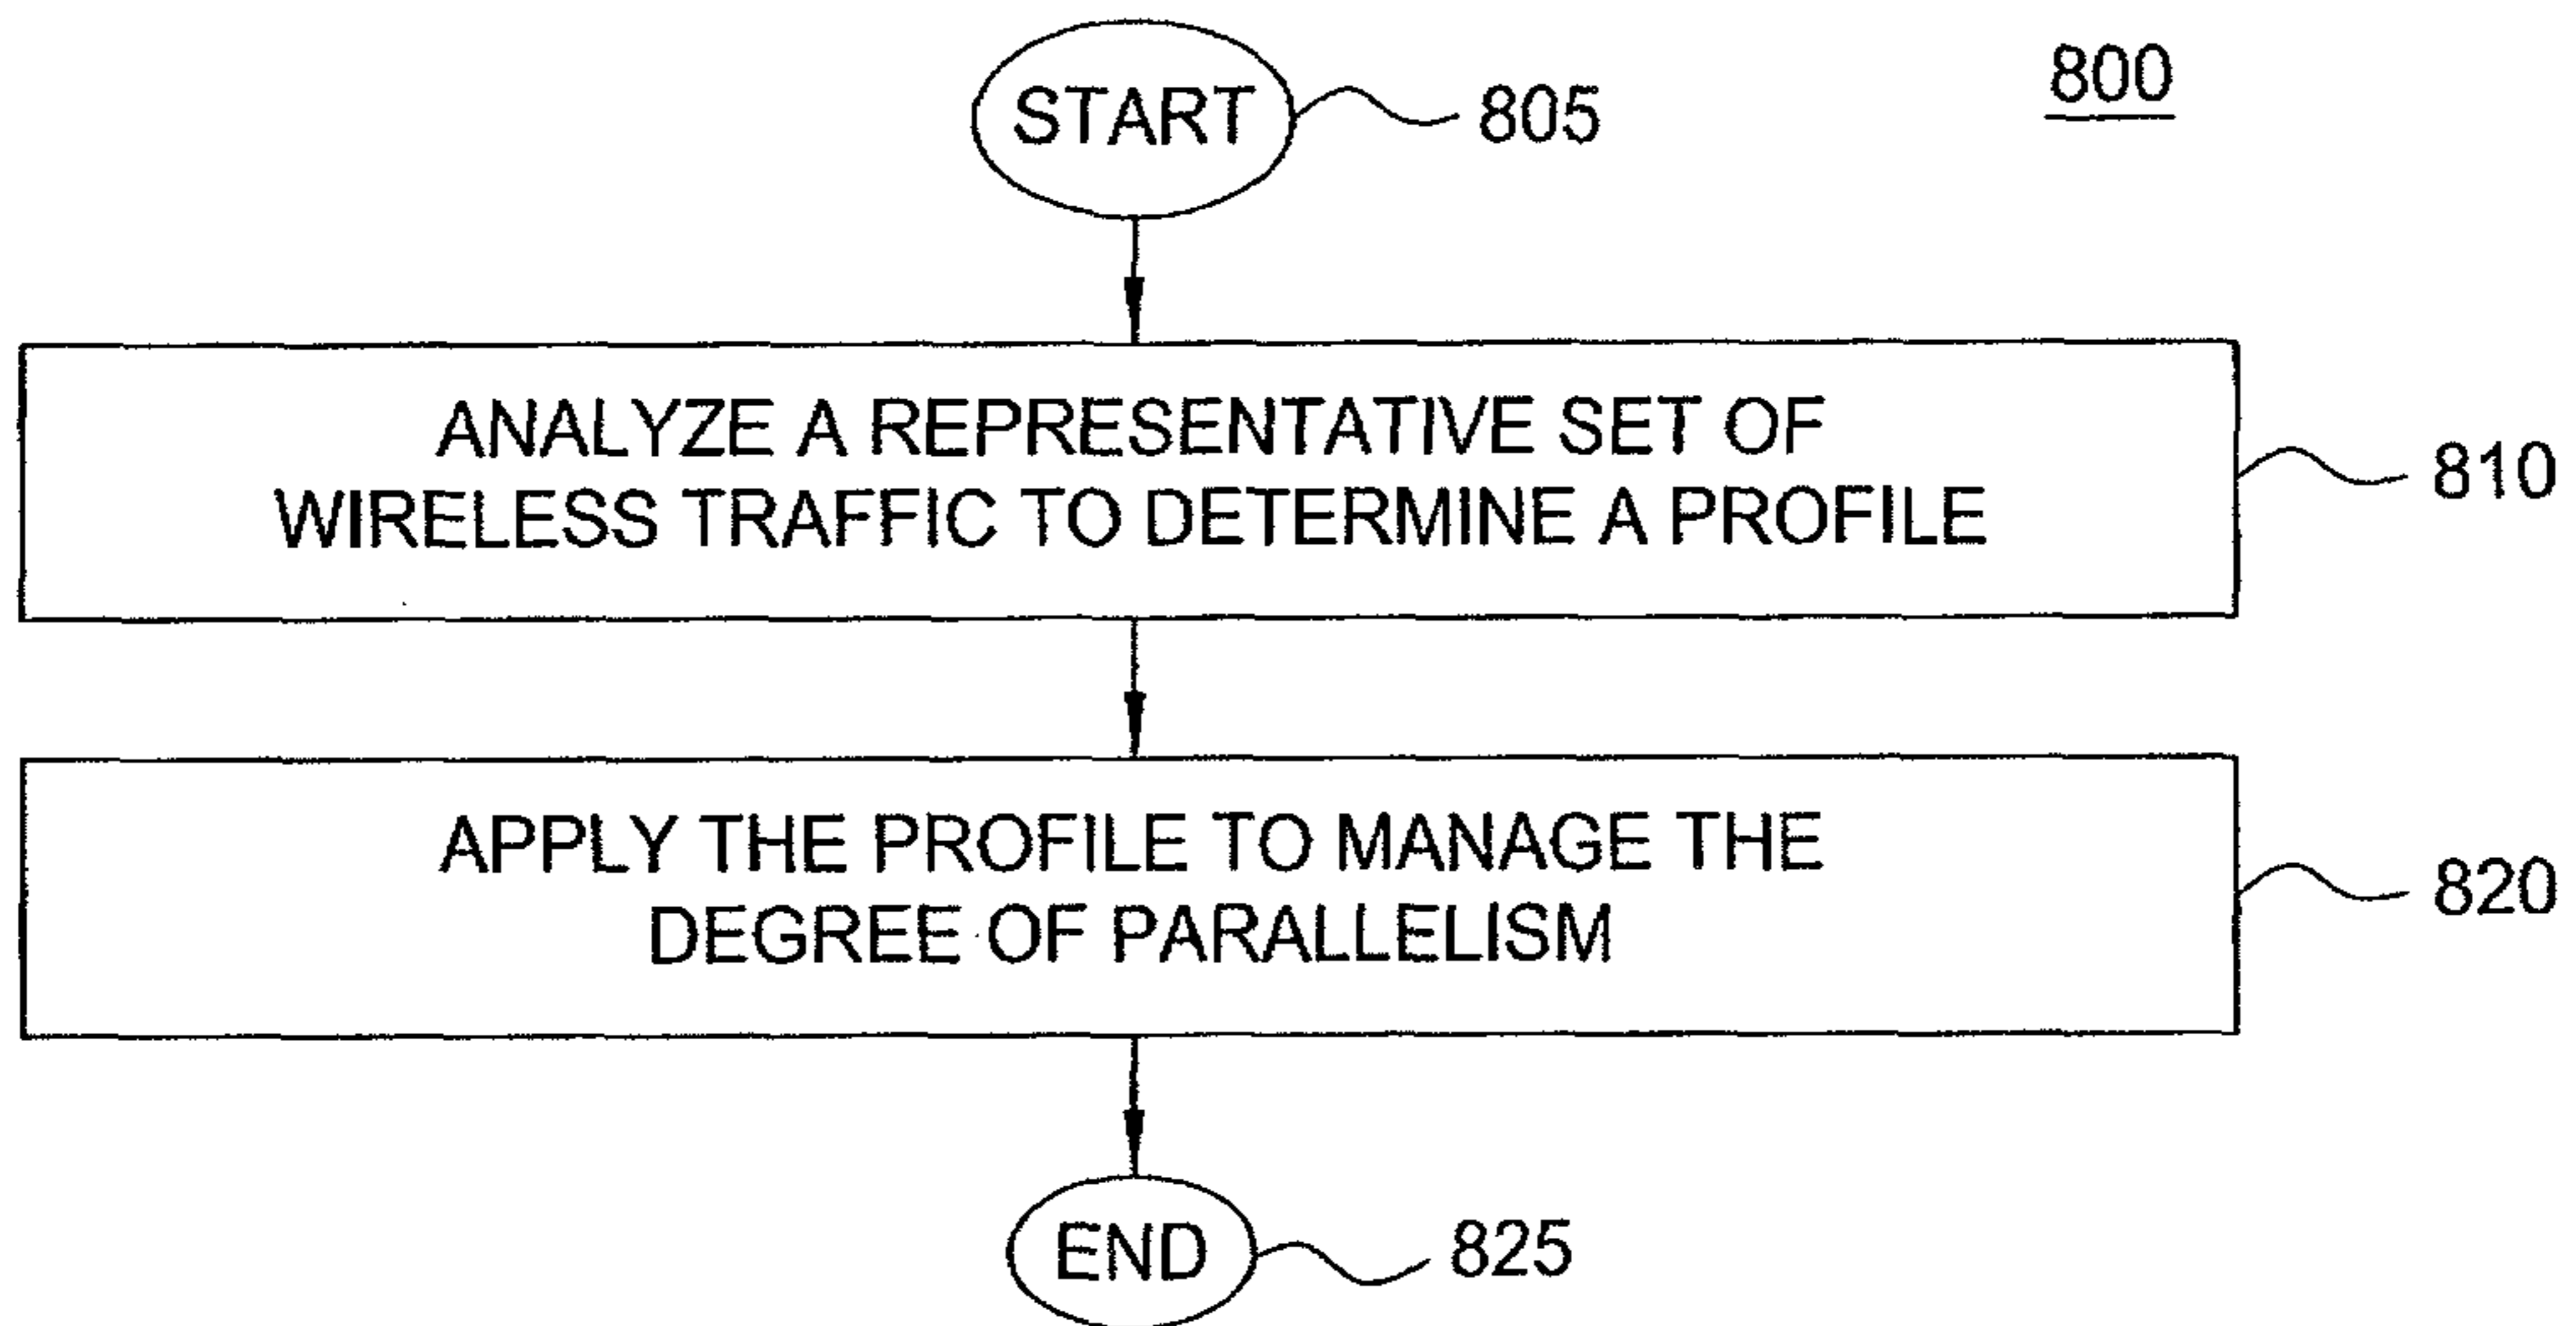 800
START
805
ANALYZE A REPRESENTATIVE SET OF
WIRELESS TRAFFIC TO DETERMINE A PROFILE
810
APPLY THE PROFILE TO MANAGE THE
DEGREE OF PARALLELISM
820
END
825